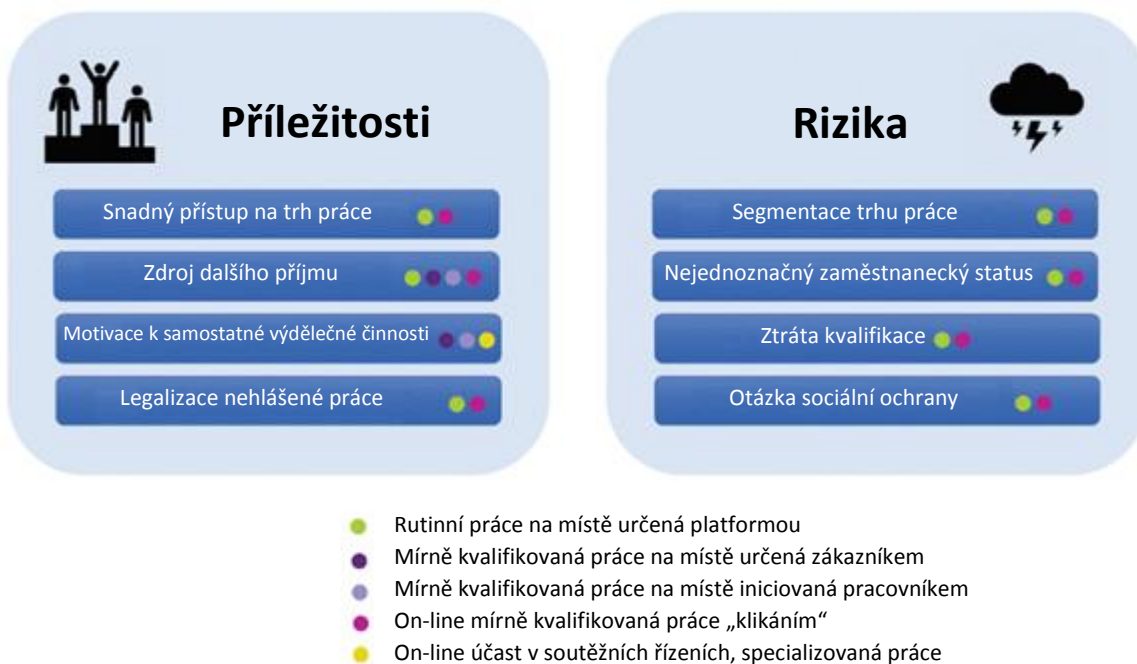 Příležitosti
Snadný přístup na trh práce
Zdroj dalšího příjmu
Motivace k samostatné výdělečné činnosti
Legalizace nehlášené práce
Rizika
Segmentace trhu práce
Nejednoznačný zaměstnanecký status
Ztráta kvalifikace
Otázka sociální ochrany
Rutinní práce na místě určená platformou
Mírně kvalifikovaná práce na místě určená zákazníkem
Mírně kvalifikovaná práce na místě iniciovaná pracovníkem
On-line mírně kvalifikovaná práce „klikáním“
On-line účast v soutěžních řízeních, specializovaná práce